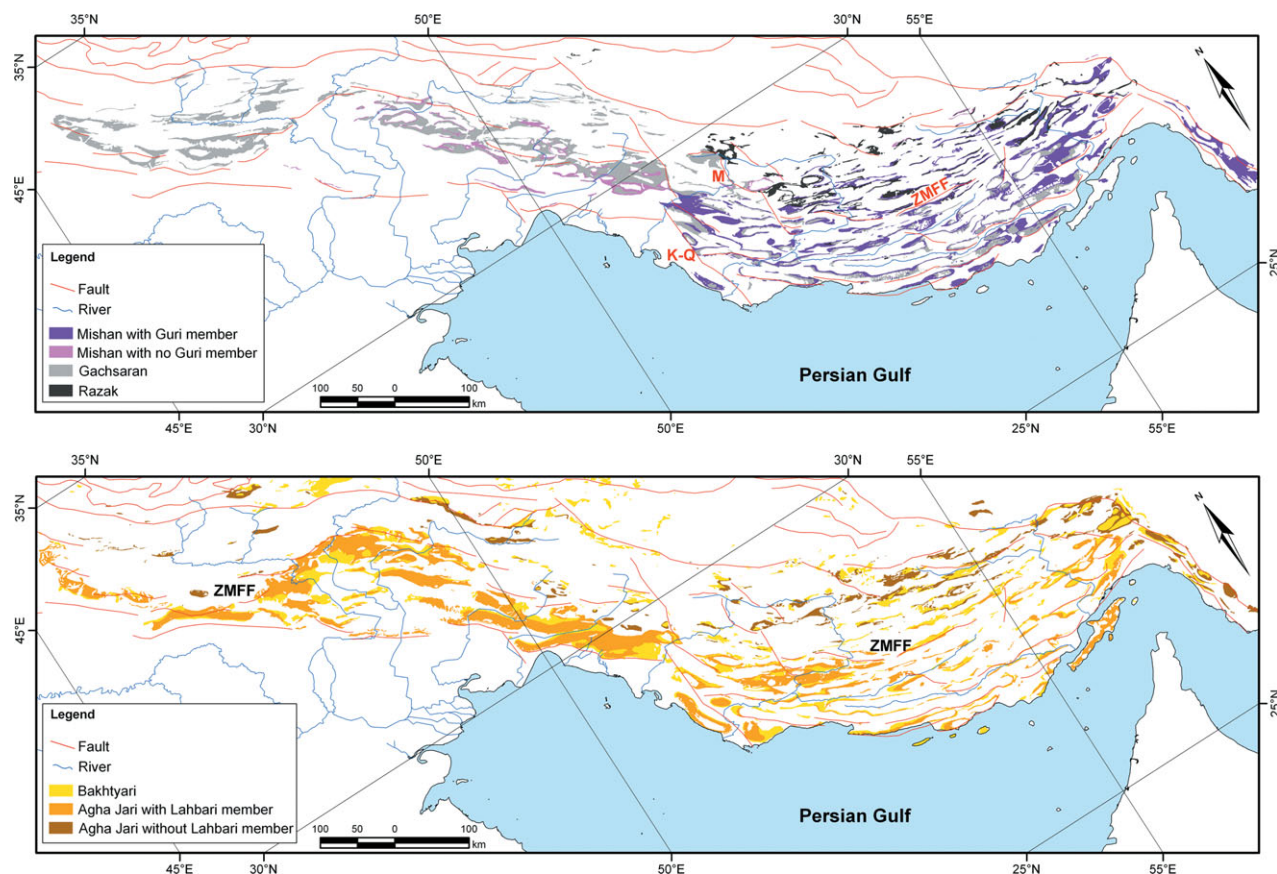 35°N
50°E
30°N
55°E
35°N
N
M
ZMFF
45°E
K-Q
25°N
Legend
Fault
River
Mishan with Guri member
Mishan with no Guri member
Gachsaran
Razak
100 50 0 100
km
Persian Gulf
45°E
30°N
50°E
25°N
55°E
35°N
50°E
30°N
55°E
35°N
N
ZMFF
45°E
ZMFF
25°N
Legend
Fault
River
Bakhtyari
Agha Jari with Lahbari member
Agha Jari without Lahbari member
100 50 0 100
km
Persian Gulf
45°E
30°N
50°E
25°N
55°E